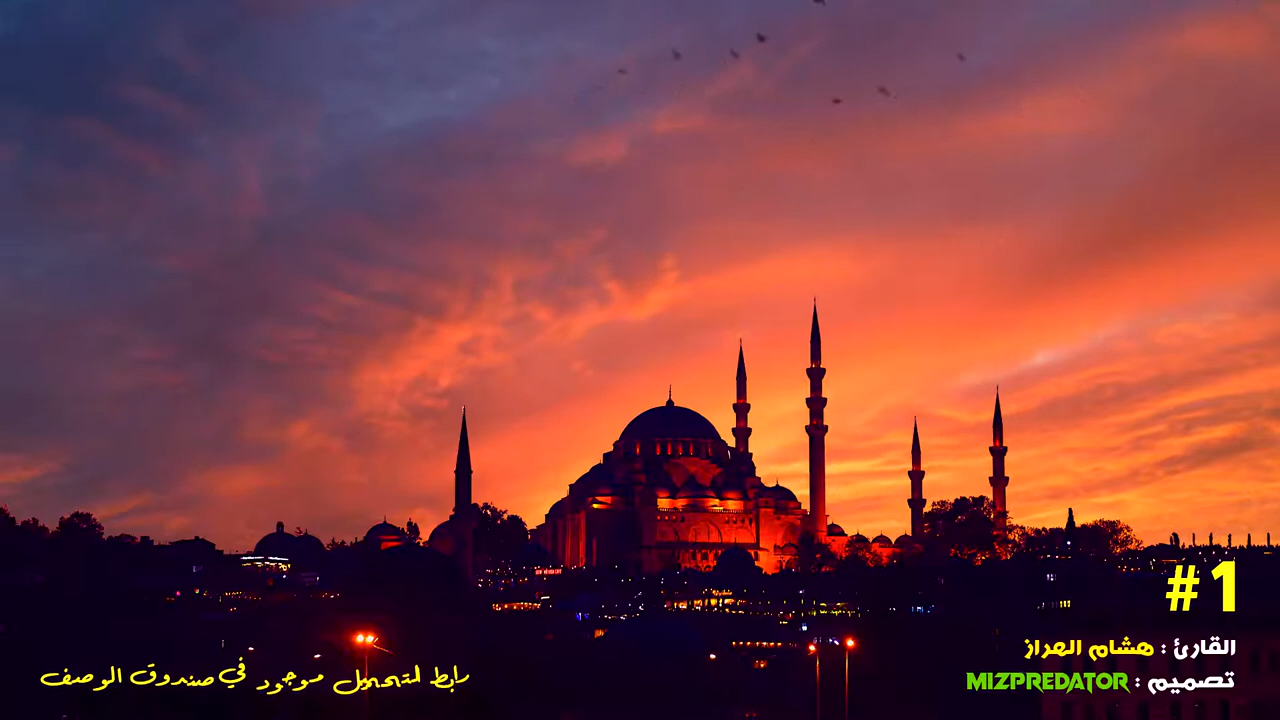 #1
القارئ : هشام الهراز
تصميم : MIZPREDATOR
رابط لتحميل موجود في صندوق الوصف